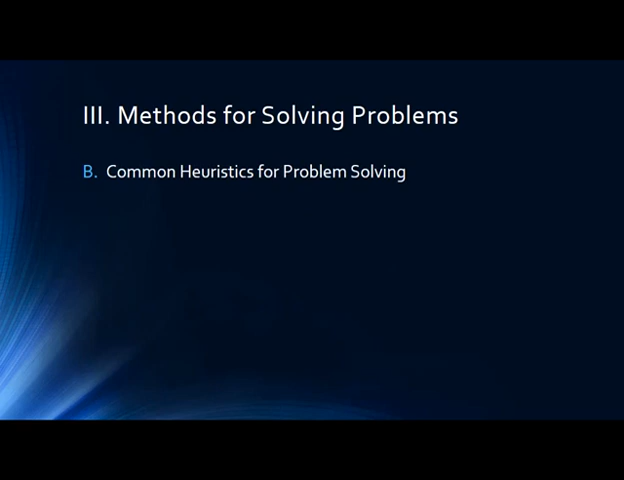 III. Methods for Solving Problems
B. Common Heuristics for Problem Solving